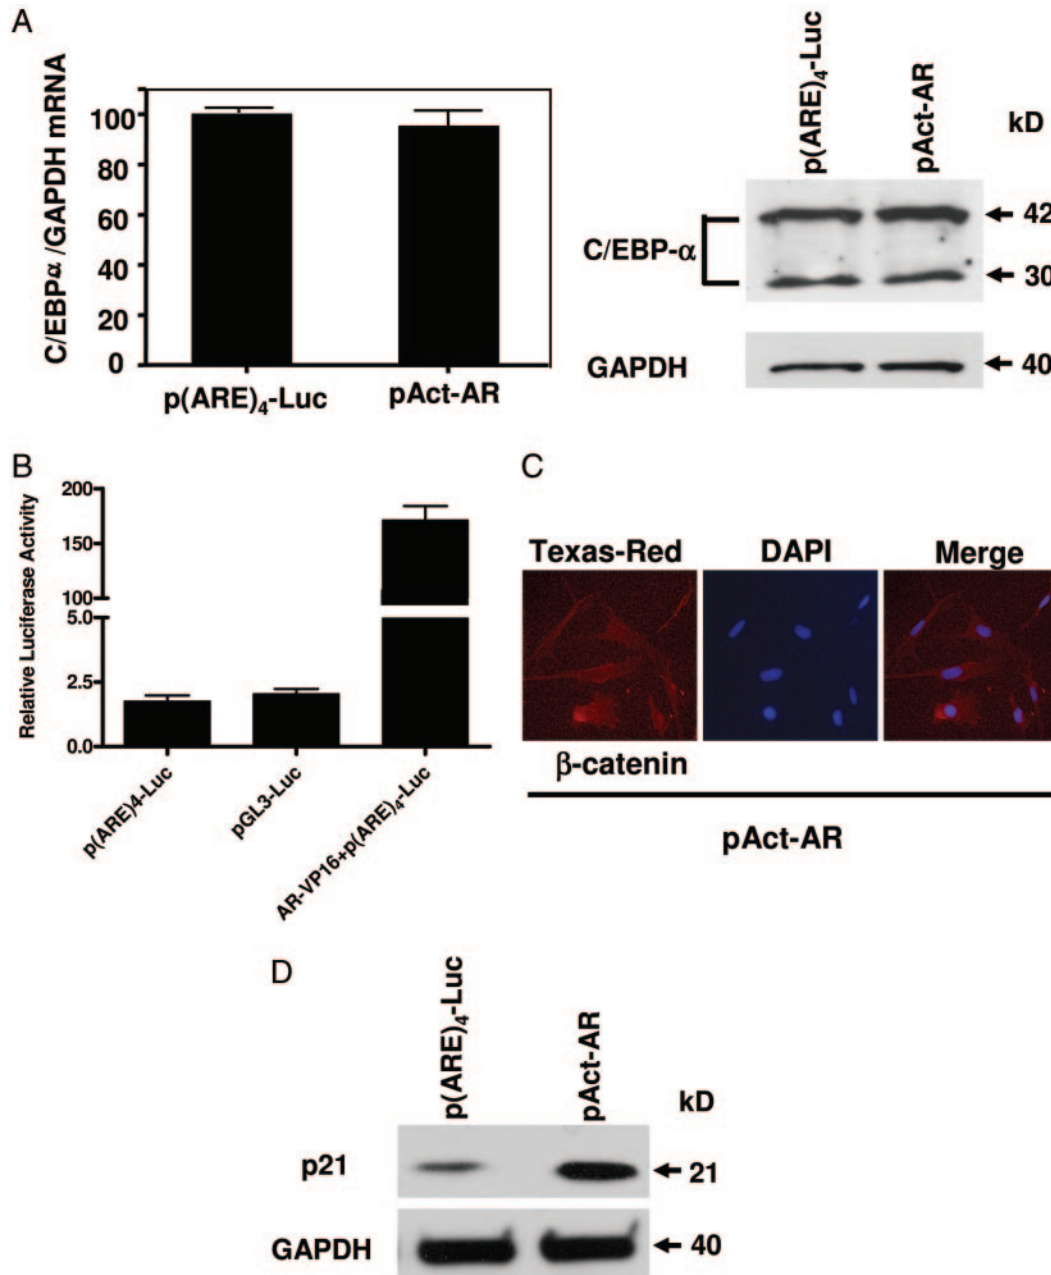 A
C/EBPα /GAPDH mRNA
100
80
60
40
20
0
p(ARE)₄-Luc
pAct-AR
p(ARE)₄-Luc
pAct-AR
kD
C/EBP-α
42
30
GAPDH
40
B
Relative Luciferase Activity
200
150
100
5.0
2.5
0.0
p(ARE)4-Luc
pGL3-Luc
AR-VP16+p(ARE)₄-Luc
C
Texas-Red
DAPI
Merge
β-catenin
pAct-AR
D
p(ARE)₄-Luc
pAct-AR
kD
p21
21
GAPDH
40